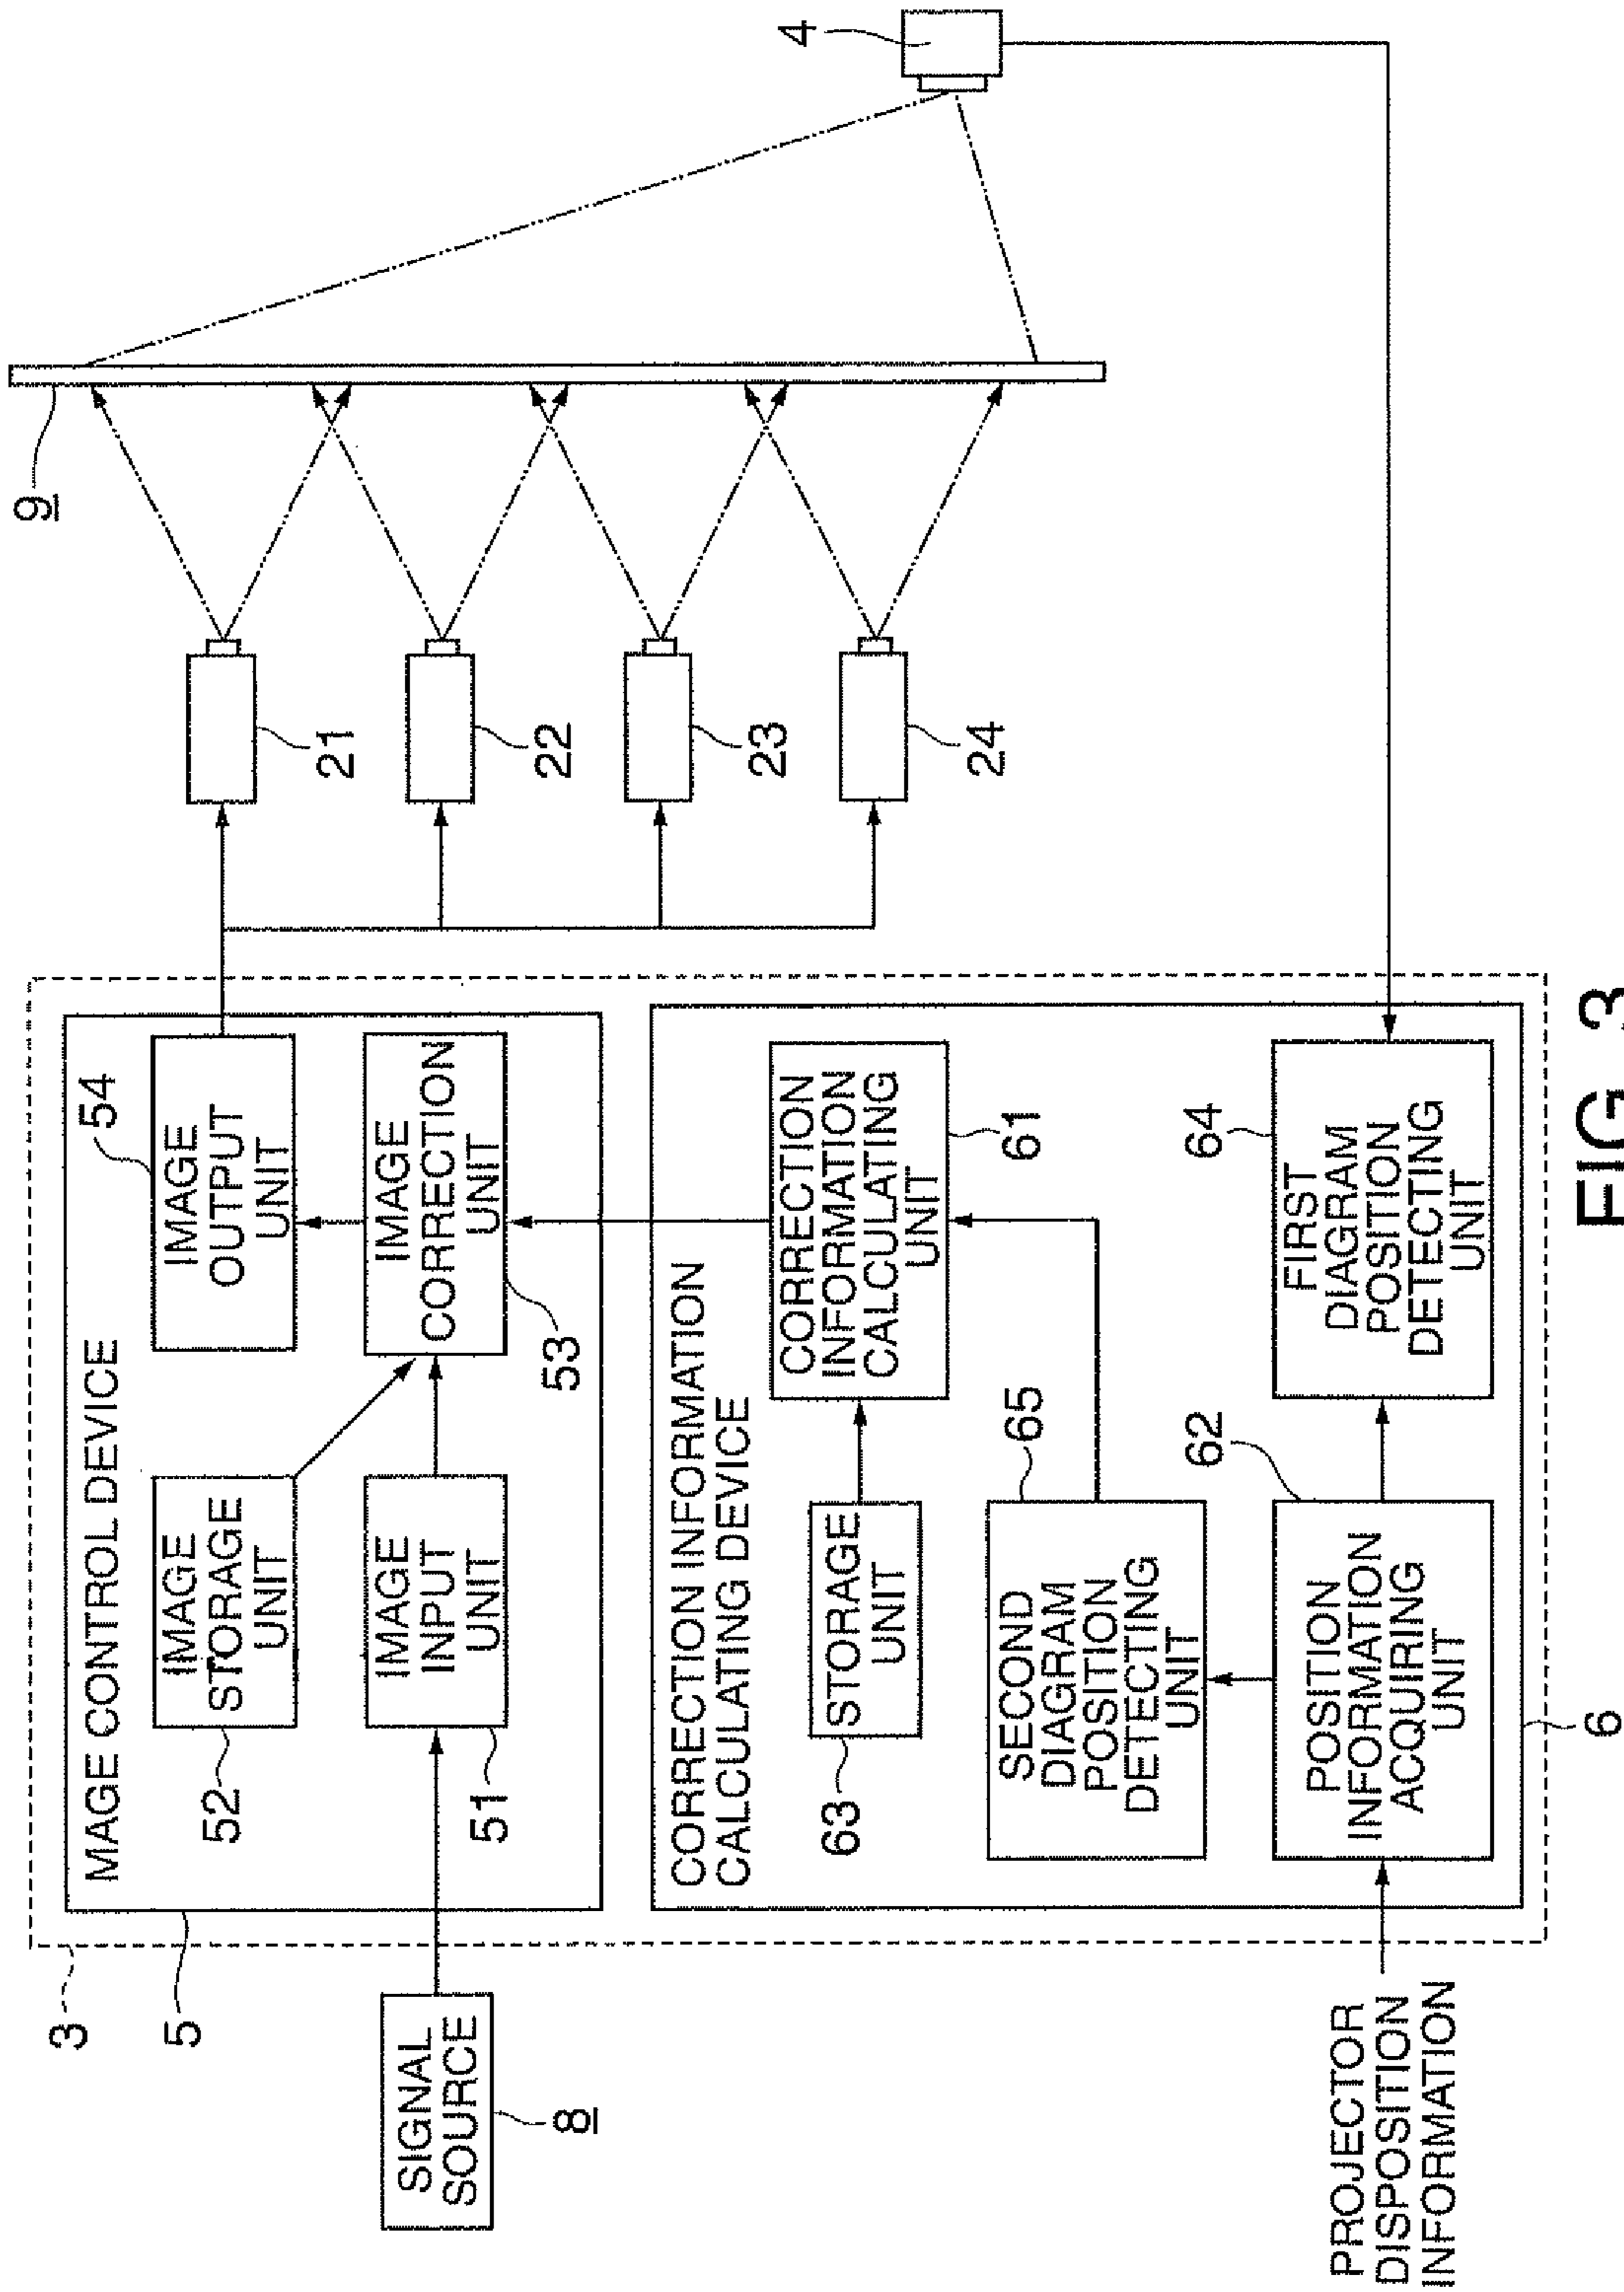 3
5
IMAGE CONTROL DEVICE
52
IMAGE
STORAGE
UNIT
54
IMAGE
OUTPUT
UNIT
51
IMAGE
INPUT
UNIT
53
IMAGE
CORRECTION
UNIT
SIGNAL
SOURCE
8
CORRECTION INFORMATION
CALCULATING DEVICE
63
STORAGE
UNIT
61
CORRECTION
INFORMATION
CALCULATING
UNIT
65
SECOND
DIAGRAM
POSITION
DETECTING
UNIT
62
POSITION
INFORMATION
ACQUIRING
UNIT
64
FIRST
DIAGRAM
POSITION
DETECTING
UNIT
6
PROJECTOR
DISPOSITION
INFORMATION
21
22
23
24
9
4
FIG. 3